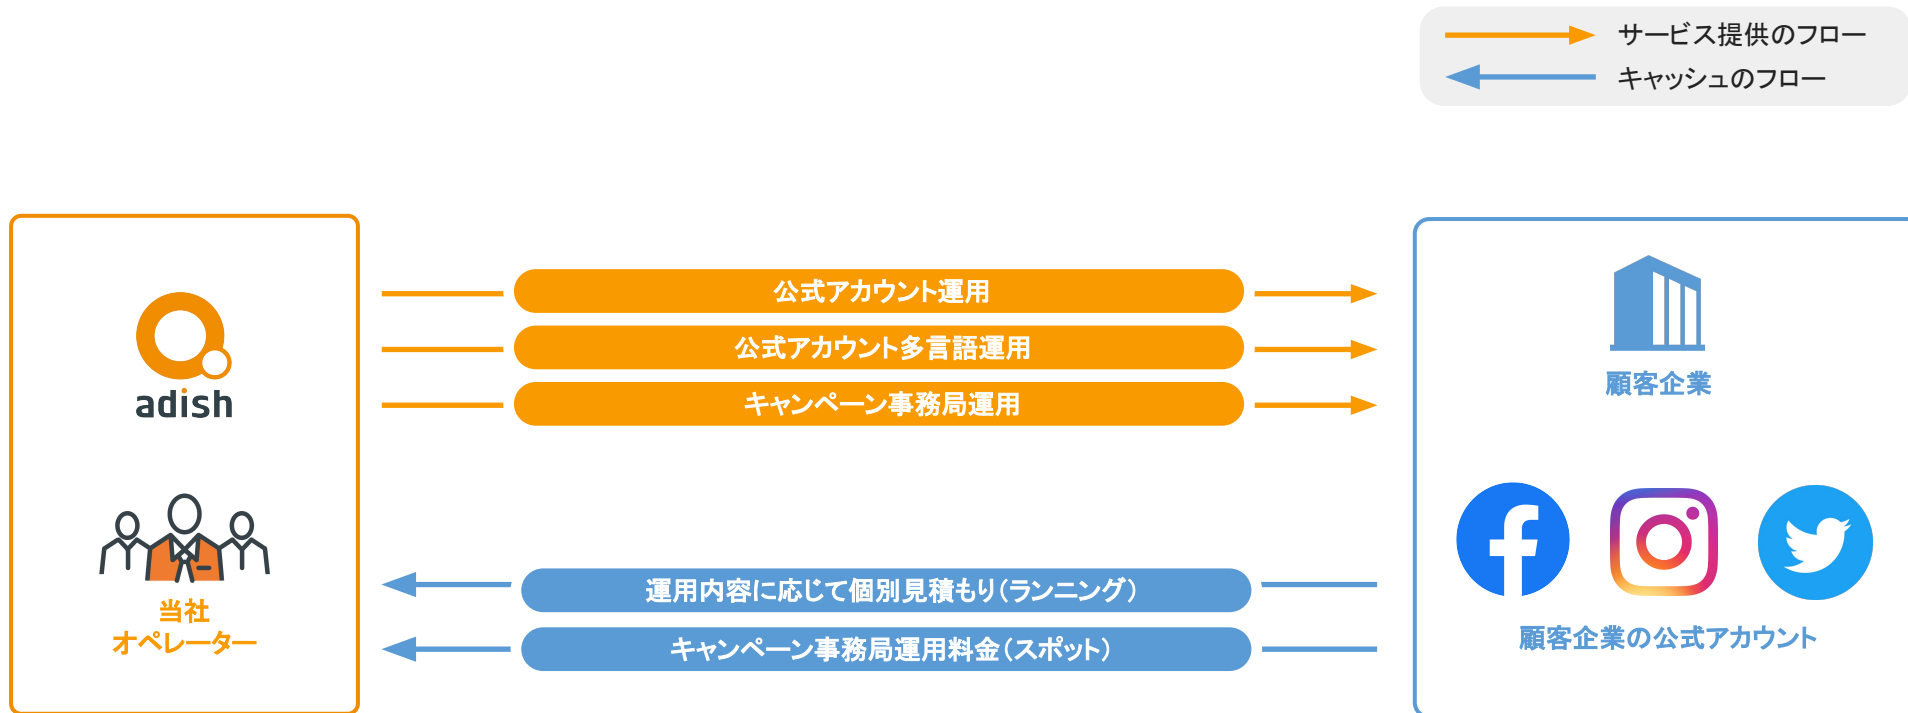 サービス提供のフロー
キャッシュのフロー
adish
当社
オペレーター
公式アカウント運用
公式アカウント多言語運用
キャンペーン事務局運用
運用内容に応じて個別見積もり(ランニング)
キャンペーン事務局運用料金(スポット)
顧客企業
顧客企業の公式アカウント